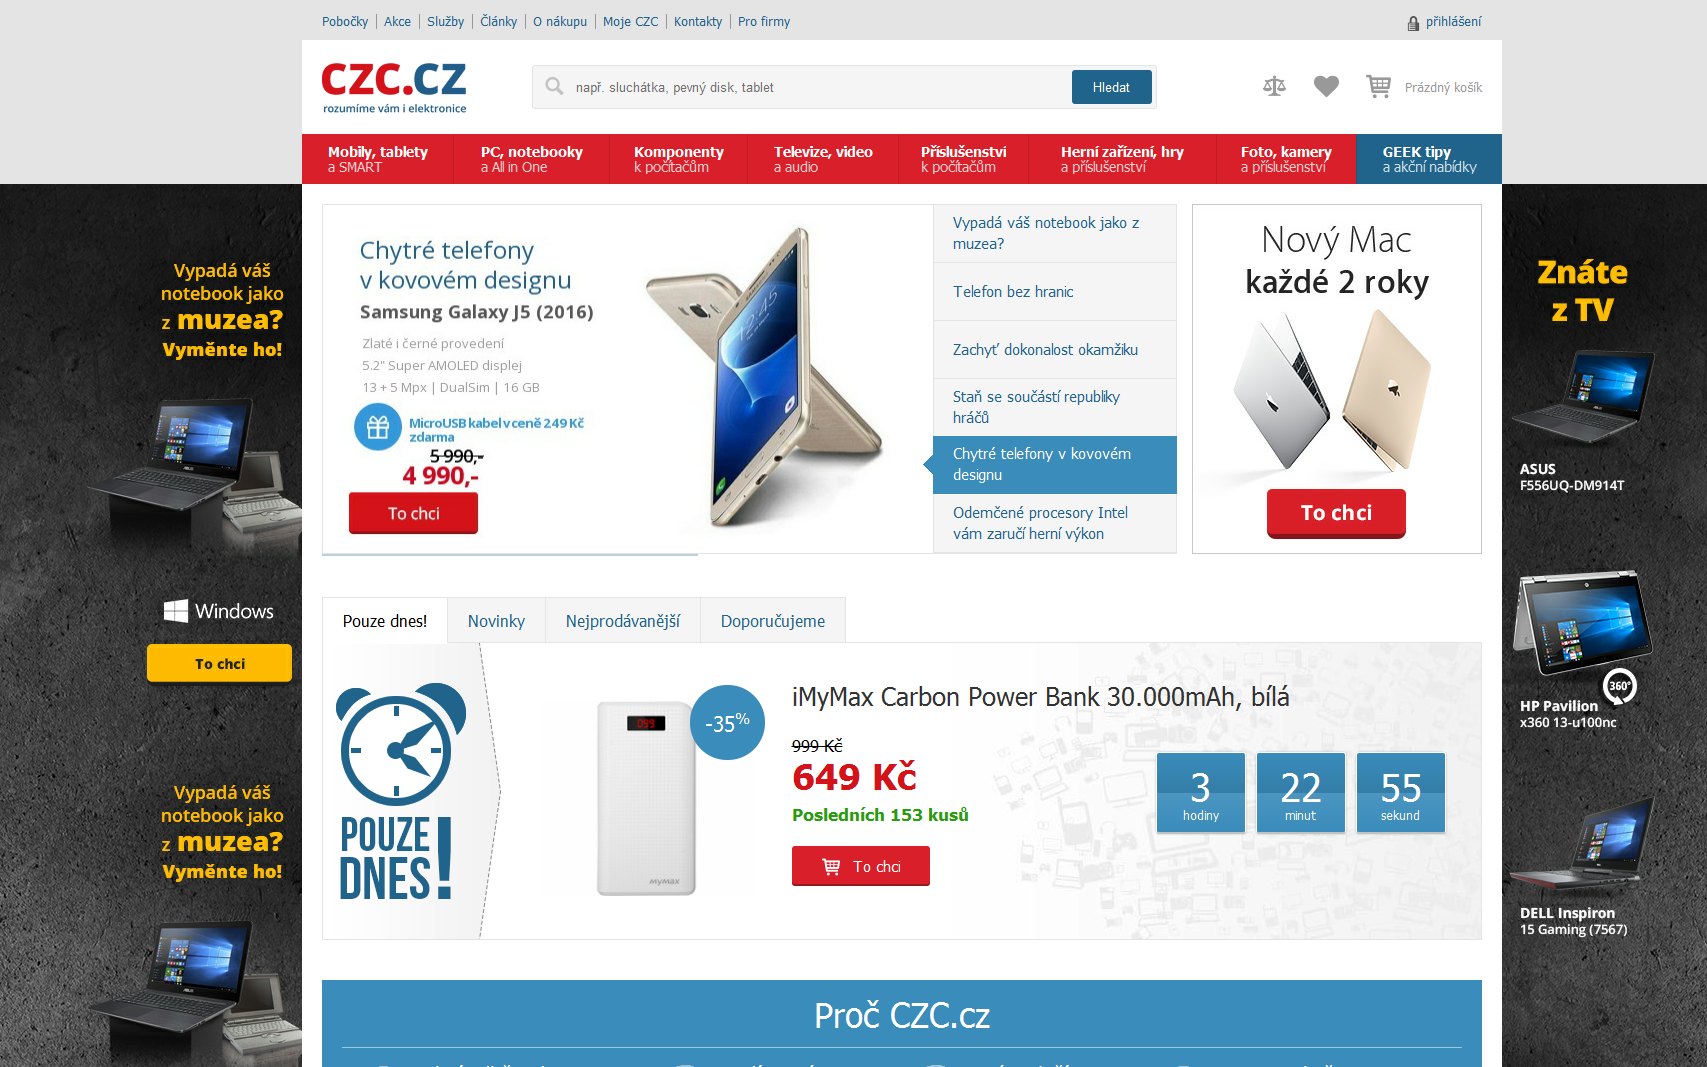 Pobočky
Akce
Služby
Články
O nákupu
Moje CZC
Kontakty
Pro firmy
přihlášení
CZC.CZ
rozumíme vám i elektronice
např. sluchátka, pevný disk, tablet
Hledat
Prázdný košík
Mobily, tablety
a SMART
PC, notebooky
a All in One
Komponenty
k počítačům
Televize, video
a audio
Příslušenství
k počítačům
Herní zařízení, hry
a příslušenství
Foto, kamery
a příslušenství
GEEK tipy
a akční nabídky
Vypadá váš
notebook jako
z muzea?
Vyměnte ho!
Windows
To chci
Vypadá váš
notebook jako
z muzea?
Vyměnte ho!
Chytré telefony
v kovovém designu
Samsung Galaxy J5 (2016)
Zlaté i černé provedení
5.2" Super AMOLED displej
13 + 5 Mpx | DualSim | 16 GB
MicroUSB kabel v ceně 249 Kč
zdarma
5 990,-
4 990,-
To chci
12:45
SAMSUNG
Vypadá váš notebook jako z
muzea?
Telefon bez hranic
Zachyť dokonalost okamžiku
Staň se součástí republiky
hráčů
Chytré telefony v kovovém
designu
Odemčené procesory Intel
vám zaručí herní výkon
Nový Mac
každé 2 roky
To chci
Znáte
z TV
ASUS
F556UQ-DM914T
360°
HP Pavilion
x360 13-u100nc
DELL Inspiron
15 Gaming (7567)
Pouze dnes!
Novinky
Nejprodávanější
Doporučujeme
POUZE
DNES!
099
MYMAX
-35%
iMyMax Carbon Power Bank 30.000mAh, bílá
999 Kč
649 Kč
Posledních 153 kusů
To chci
3
hodiny
22
minut
55
sekund
Proč CZC.cz